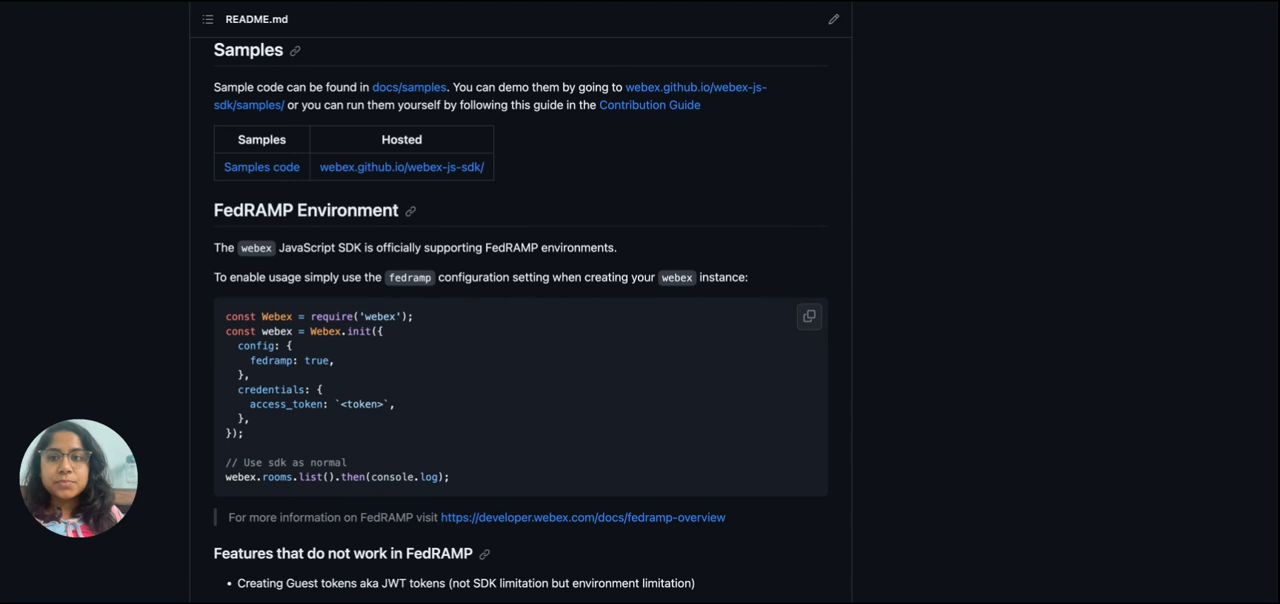 README.md
Samples
Sample code can be found in docs/samples. You can demo them by going to webex.github.io/webex-js-
sdk/samples/ or you can run them yourself by following this guide in the Contribution Guide
Samples Hosted
Samples code webex.github.io/webex-js-sdk/
FedRAMP Environment
The webex JavaScript SDK is officially supporting FedRAMP environments.
To enable usage simply use the fedramp configuration setting when creating your webex instance:
const Webex = require('webex');
const webex = Webex.init({
  config: {
    fedramp: true,
  },
  credentials: {
    access_token: `<token>`,
  },
});
// Use sdk as normal
webex.rooms.list().then(console.log);
For more information on FedRAMP visit https://developer.webex.com/docs/fedramp-overview
Features that do not work in FedRAMP
• Creating Guest tokens aka JWT tokens (not SDK limitation but environment limitation)